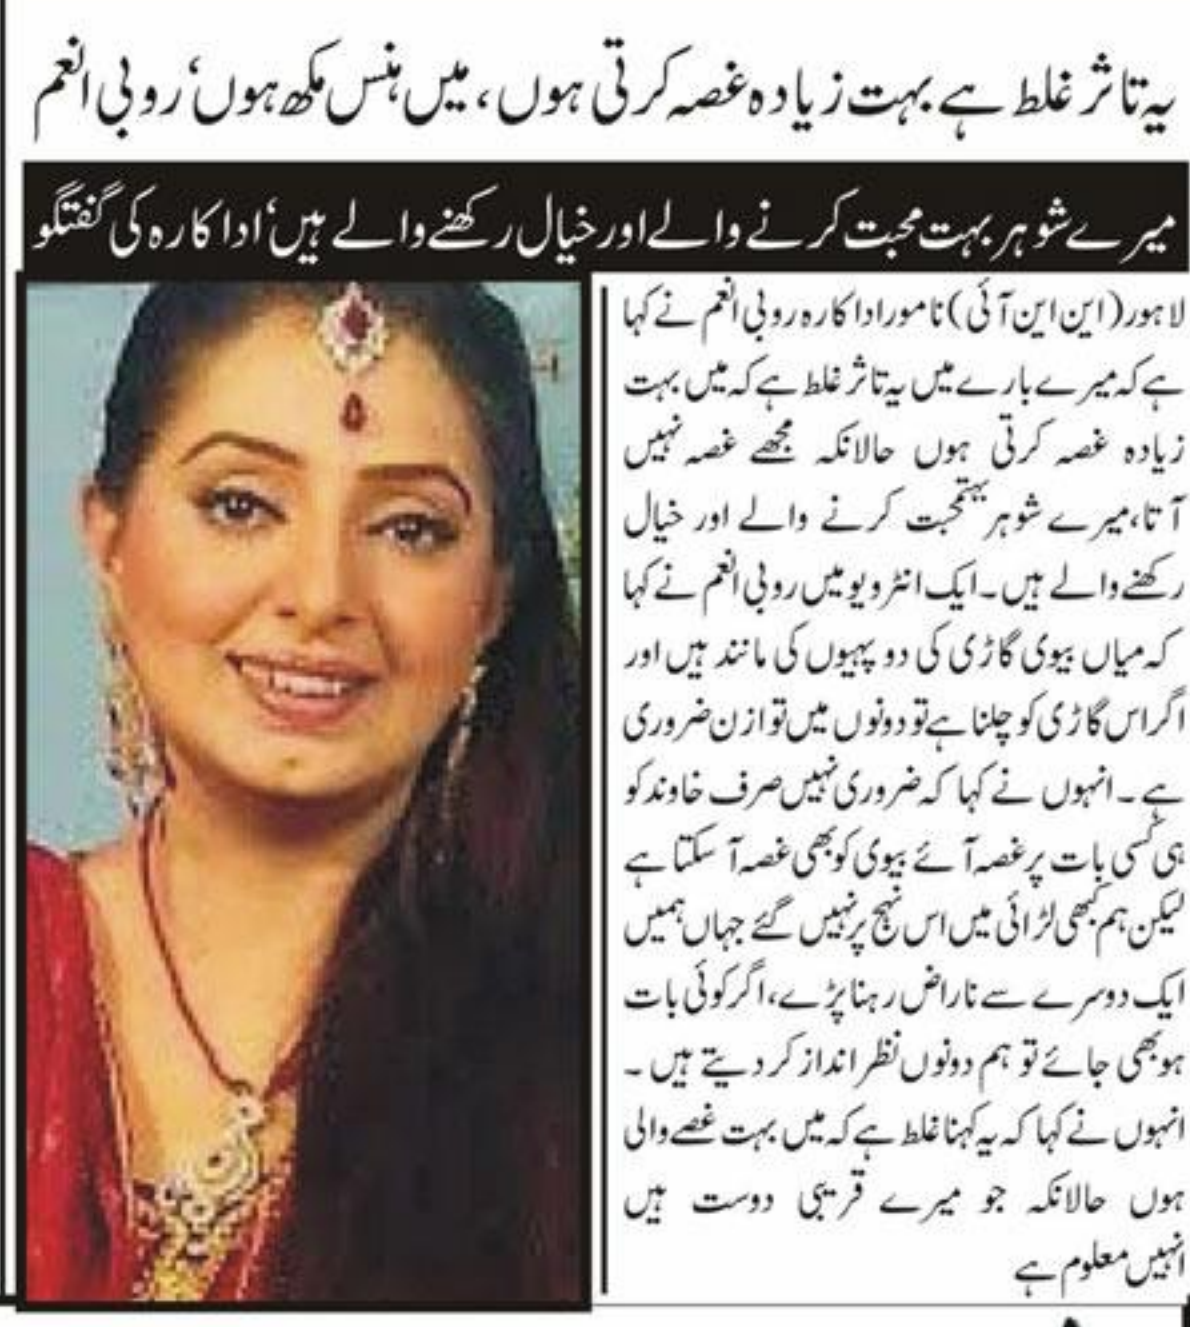 یہ تاثر غلط ہے بہت زیادہ غصہ کرتی ہوں، میں ہنس مکھ ہوں‘ روبی انعم
میرے شوہر بہت محبت کرنے والے اور خیال رکھنے والے ہیں‘ اداکارہ کی گفتگو
لاہور(این این آئی) نامور اداکارہ روبی انعم نے کہا
ہے کہ میرے بارے میں یہ تاثر غلط ہے کہ میں بہت
زیادہ غصہ کرتی ہوں حالانکہ مجھے غصہ نہیں
آتا،میرے شوہر بہتمحبت کرنے والے اور خیال
رکھنے والے ہیں۔ایک انٹرویو میں روبی انعم نے کہا
کہ میاں بیوی گاڑی کی دو پہیوں کی مانند ہیں اور
اگر اس گاڑی کو چلنا ہے تو دونوں میں توازن ضروری
ہے۔انہوں نے کہا کہ ضروری نہیں صرف خاوند کو
ہی کسی بات پر غصہ آئے بیوی کو بھی غصہ آ سکتا ہے
لیکن ہم کبھی لڑائی میں اس نہج پر نہیں گئے جہاں ہمیں
ایک دوسرے سے ناراض رہنا پڑے،اگر کوئی بات
ہو بھی جائے تو ہم دونوں نظر انداز کر دیتے ہیں۔
انہوں نے کہا کہ یہ کہنا غلط ہے کہ میں بہت غصے والی
ہوں حالانکہ جو میرے قریبی دوست ہیں
انہیں معلوم ہے